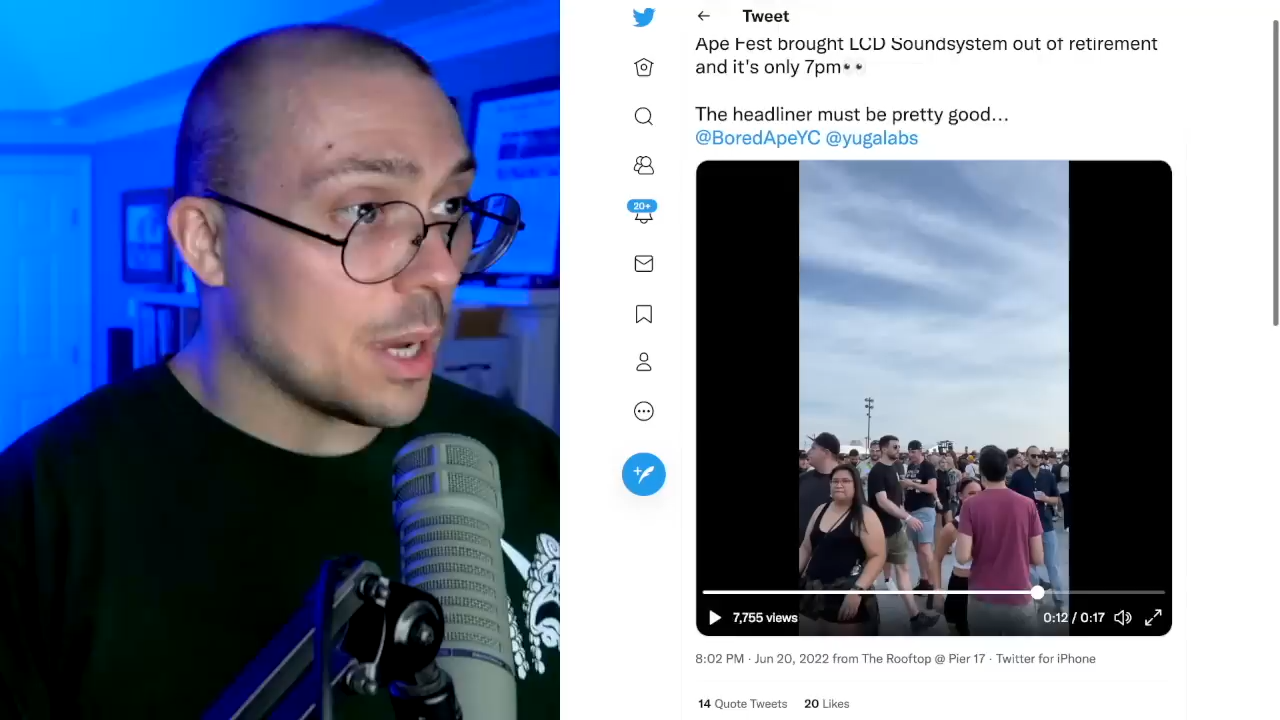 Tweet
Ape Fest brought LCD Soundsystem out of retirement
and it's only 7pm👀
The headliner must be pretty good…
@BoredApeYC @yugalabs
20+
7,755 views
0:12 / 0:17
8:02 PM · Jun 20, 2022 from The Rooftop @ Pier 17 · Twitter for iPhone
14 Quote Tweets 20 Likes